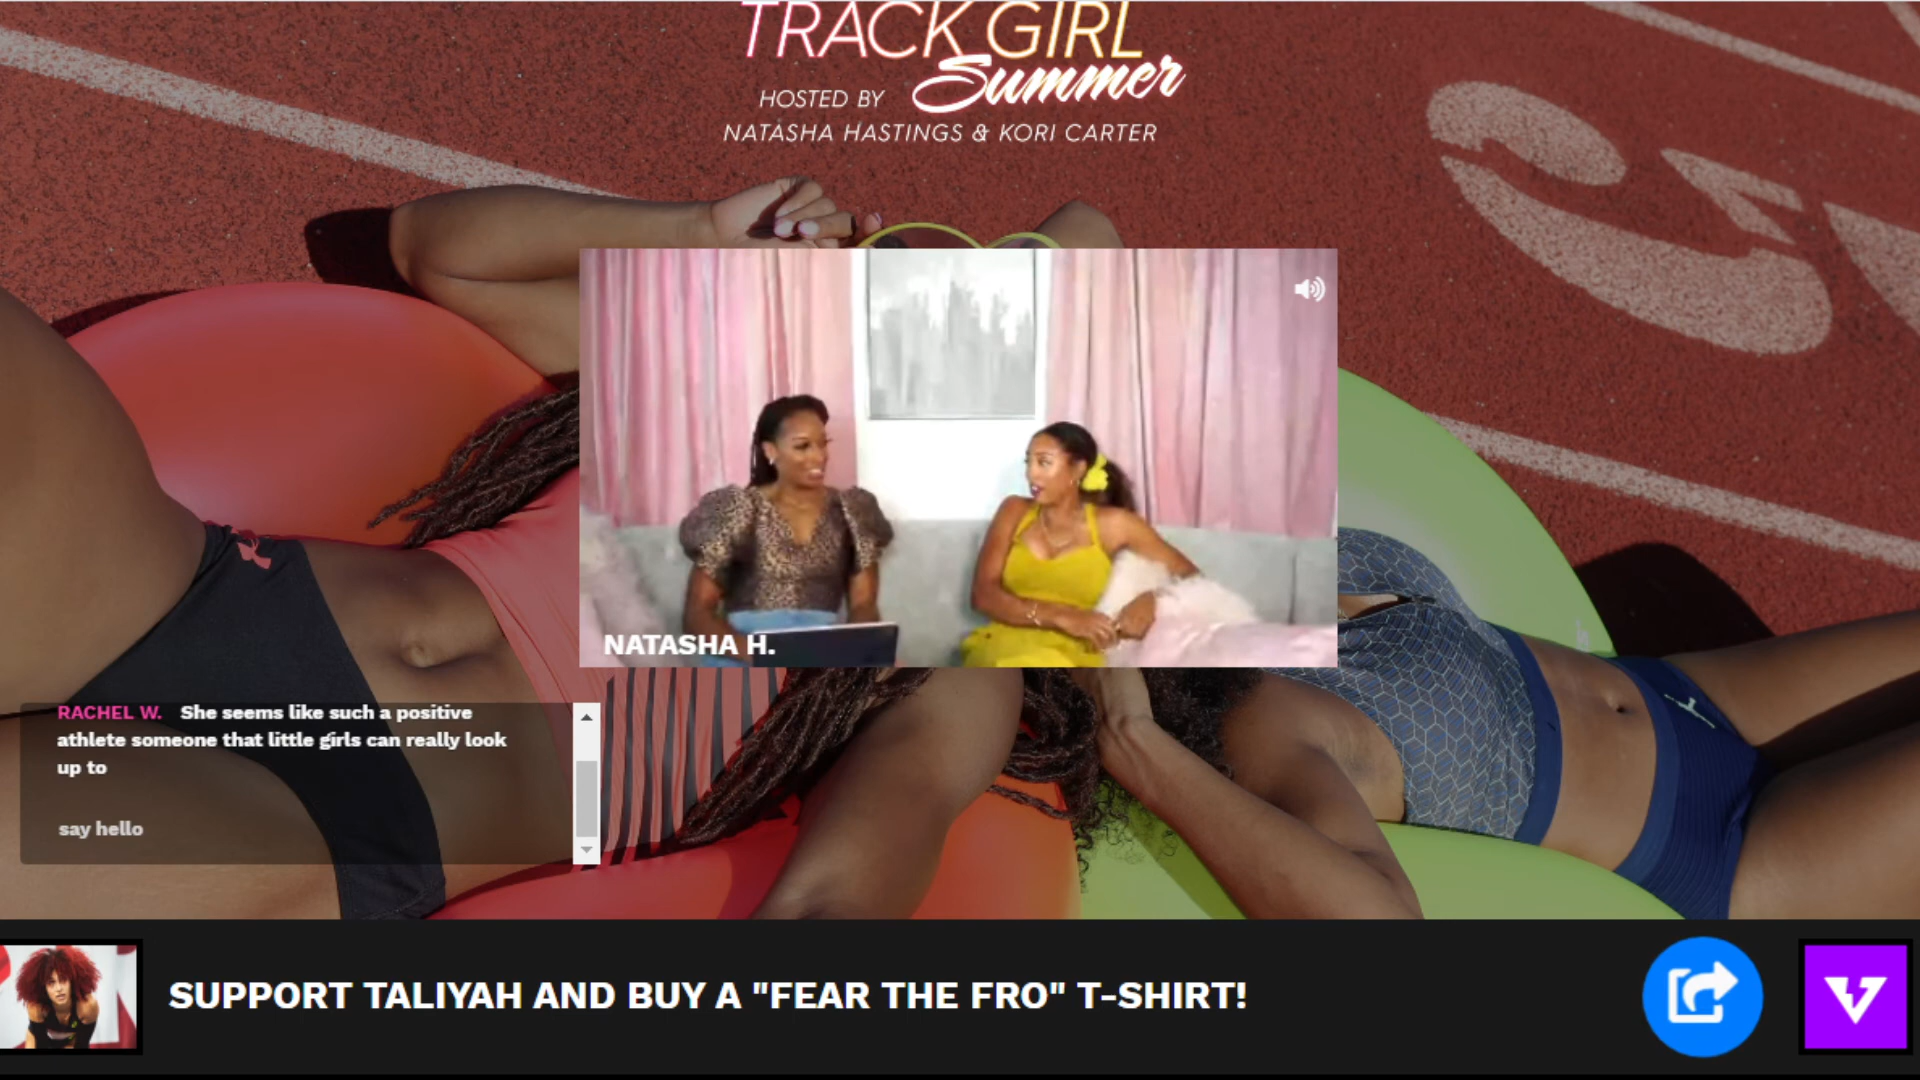 TRACK GIRL
Summer
HOSTED BY
NATASHA HASTINGS & KORI CARTER
NATASHA H.
RACHEL W. She seems like such a positive
athlete someone that little girls can really look
up to
say hello
SUPPORT TALIYAH AND BUY A "FEAR THE FRO" T-SHIRT!